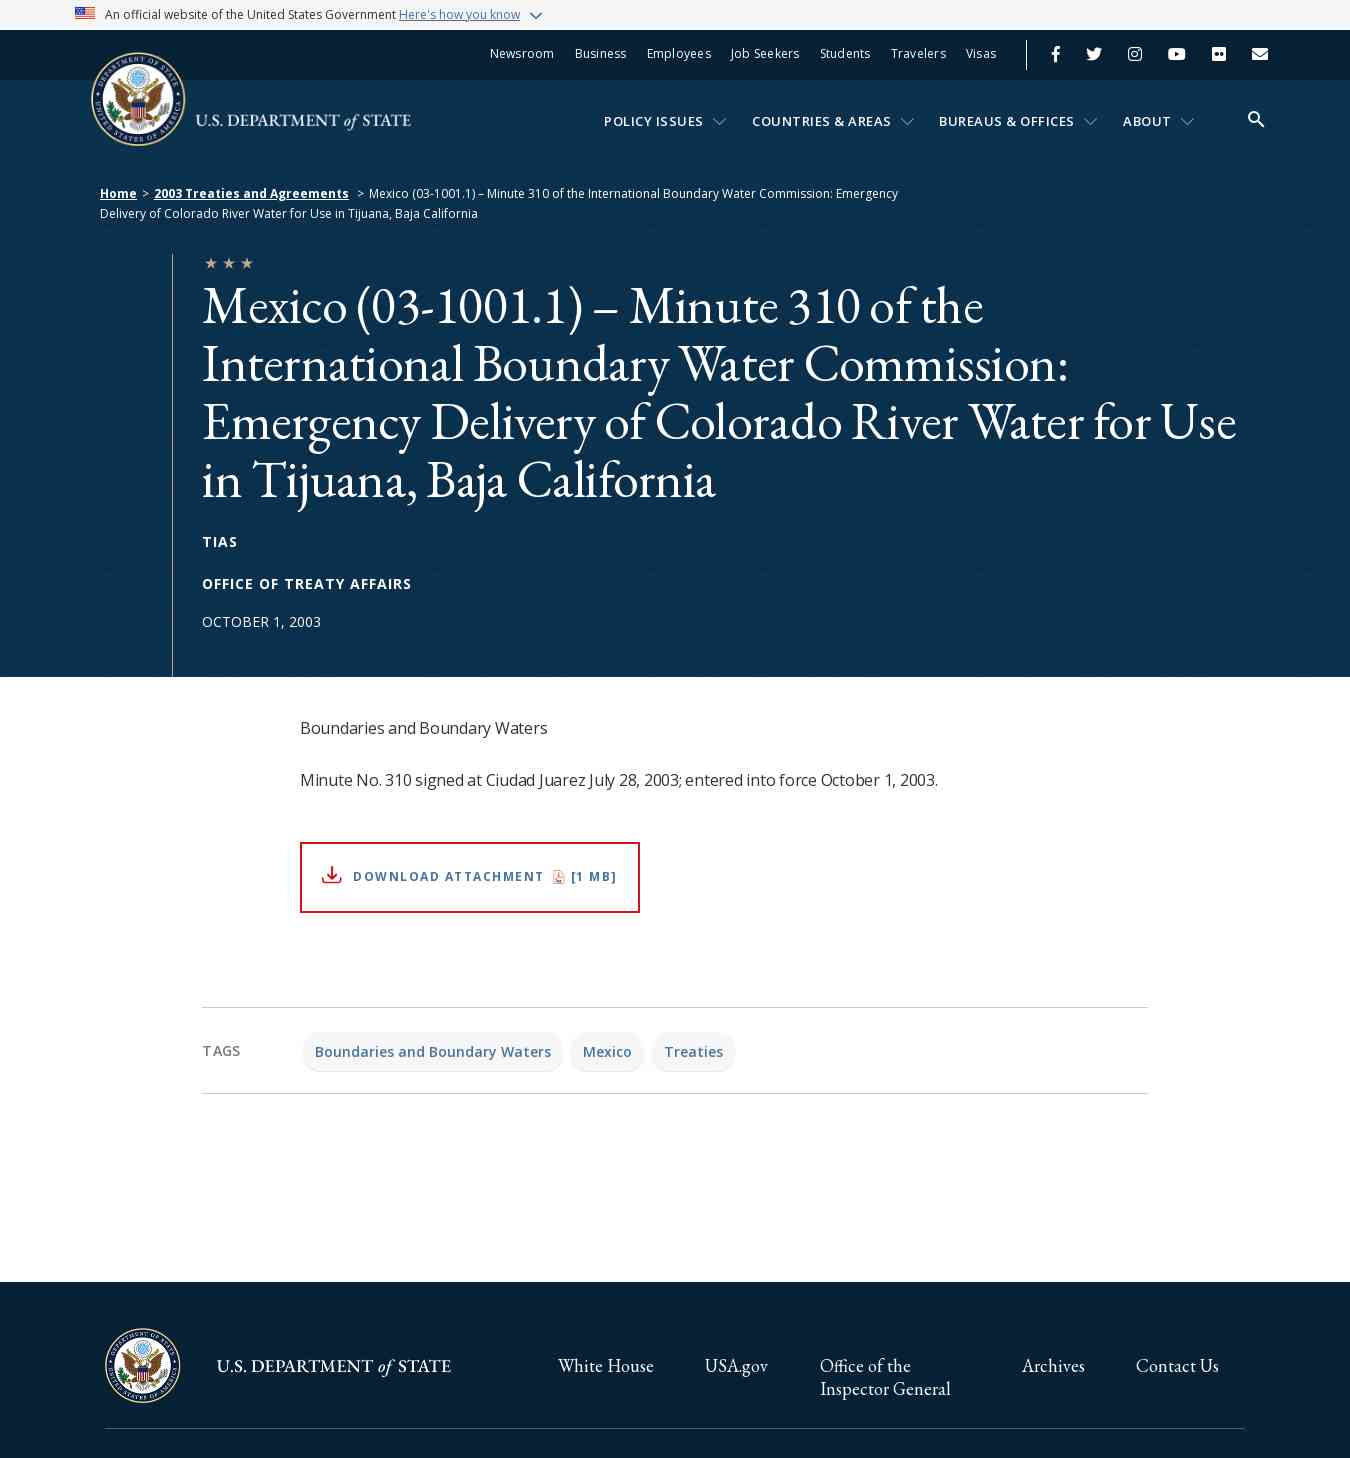 An official website of the United States Government Here's how you know
Newsroom Business Employees Job Seekers Students Travelers Visas
U.S. DEPARTMENT of STATE
POLICY ISSUES COUNTRIES & AREAS BUREAUS & OFFICES ABOUT
Home > 2003 Treaties and Agreements > Mexico (03-1001.1) – Minute 310 of the International Boundary Water Commission: Emergency
Delivery of Colorado River Water for Use in Tijuana, Baja California
Mexico (03-1001.1) – Minute 310 of the
International Boundary Water Commission:
Emergency Delivery of Colorado River Water for Use
in Tijuana, Baja California
TIAS
OFFICE OF TREATY AFFAIRS
OCTOBER 1, 2003
Boundaries and Boundary Waters
Minute No. 310 signed at Ciudad Juarez July 28, 2003; entered into force October 1, 2003.
DOWNLOAD ATTACHMENT [1 MB]
TAGS Boundaries and Boundary Waters Mexico Treaties
DEPARTMENT OF STATE
UNITED STATES OF AMERICA
U.S. DEPARTMENT of STATE White House USA.gov Office of the Archives Contact Us
Inspector General